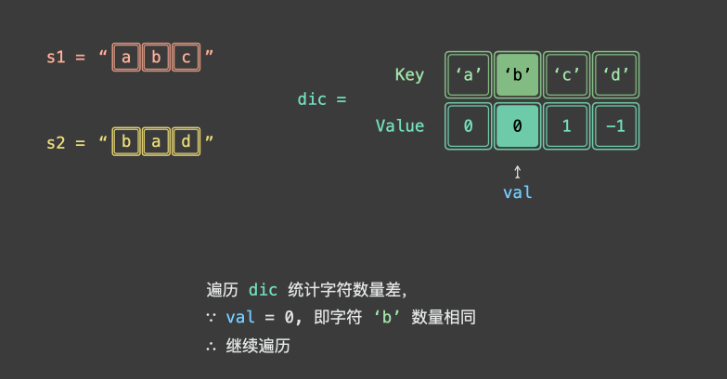 s1 = “ a b c ”
Key ‘a’ ‘b’ ‘c’ ‘d’
dic =
Value 0 0 1 -1
s2 = “ b a d ”
↑
val
遍历 dic 统计字符数量差，
∵ val = 0, 即字符 ‘b’ 数量相同
∴ 继续遍历